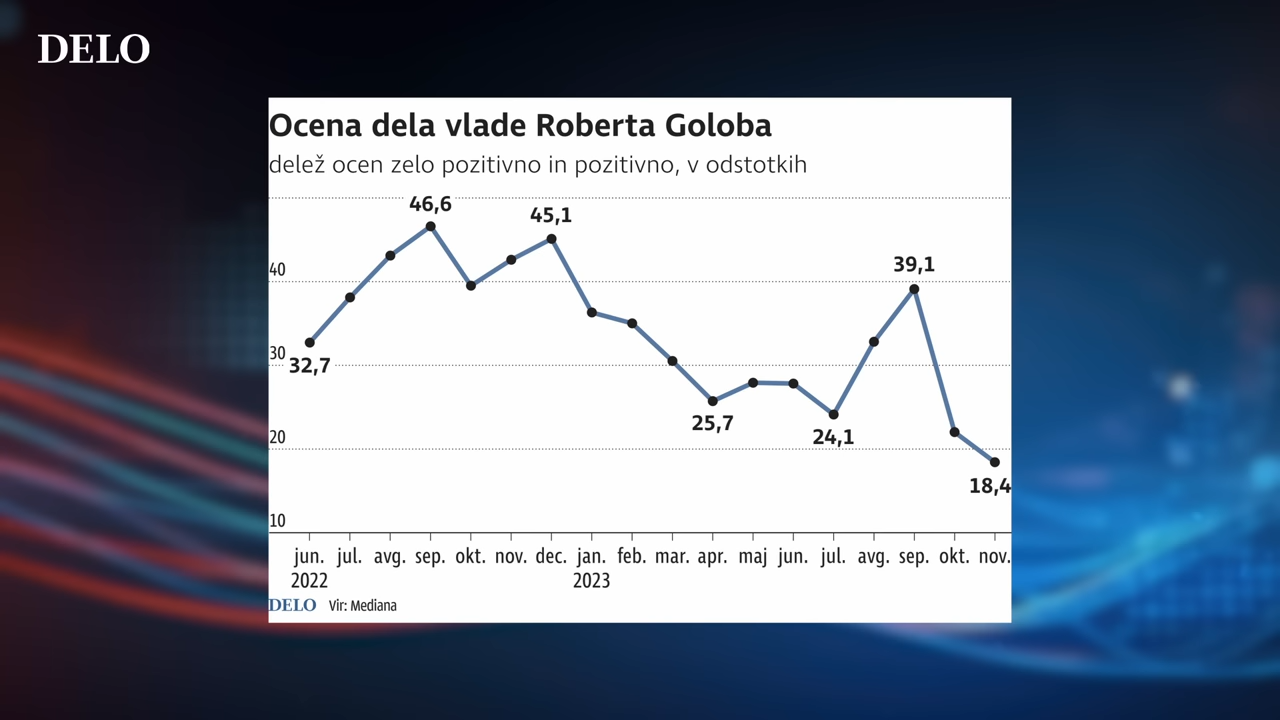 DELO
Ocena dela vlade Roberta Goloba
delež ocen zelo pozitivno in pozitivno, v odstotkih
46,6
45,1
39,1
40
30
32,7
25,7
24,1
20
18,4
10
jun. jul. avg. sep. okt. nov. dec. jan. feb. mar. apr. maj jun. jul. avg. sep. okt. nov.
2022 2023
DELO Vir: Mediana